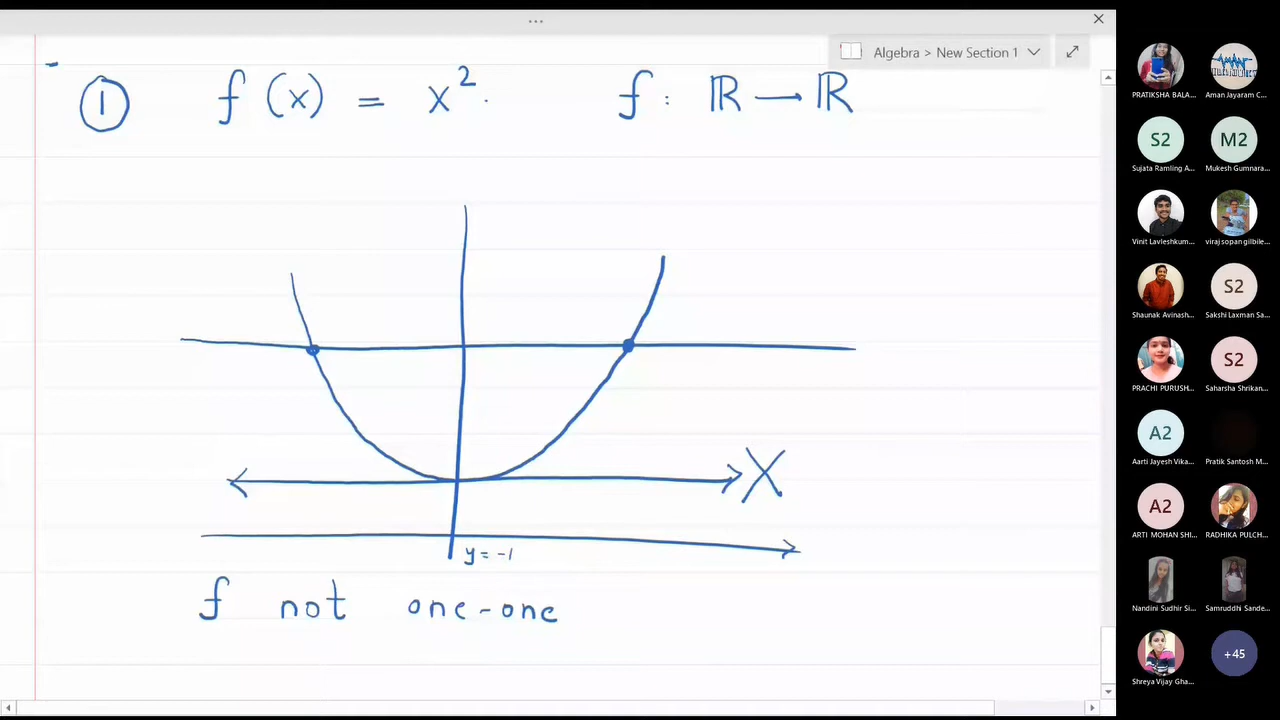 Algebra > New Section 1
① f(x) = x². f: ℝ → ℝ
X
y = -1
f not one-one
PRATIKSHA BALA...
Aman Jayaram C...
S2
M2
Sujata Ramling A...
Mukesh Gumnara...
Vinit Lavleshkum...
viraj sopan gilbile...
S2
Shaunak Avinash...
Sakshi Laxman Sa...
S2
PRACHI PURUSH...
Saharsha Shrikan...
A2
Aarti Jayesh Vika...
Pratik Santosh M...
A2
ARTI MOHAN SHI...
RADHIKA PULCH...
Nandini Sudhir Si...
Samruddhi Sande...
+45
Shreya Vijay Gha...